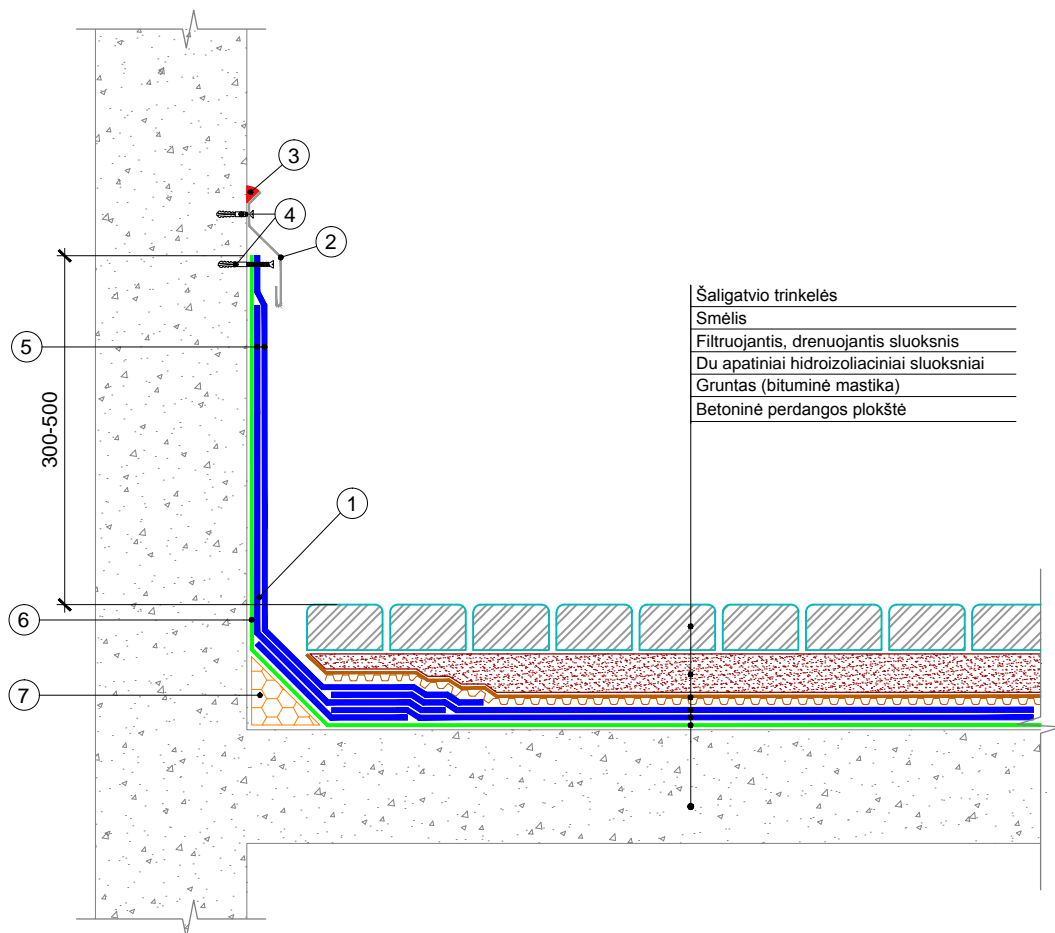 3
4
2
Šaligatvio trinkelės
Smėlis
Filtruojantis, drenuojantis sluoksnis
Du apatiniai hidroizoliaciniai sluoksniai
Gruntas (bituminė mastika)
Betoninė perdangos plokštė
5
300-500
1
6
7